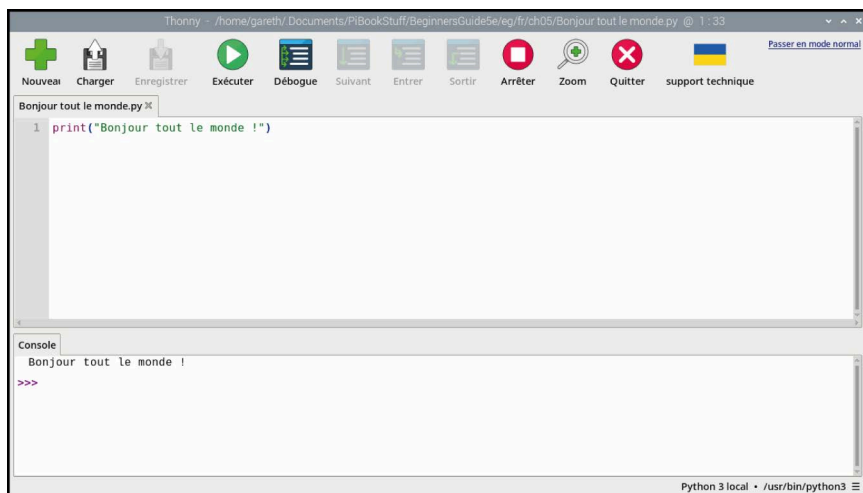 Thonny - /home/gareth/.Documents/PiBookStuff/BeginnersGuide5e/eg/fr/ch05/Bonjour tout le monde.py @ 1 : 33
Nouveau Charger Enregistrer Exécuter Débogue Suivant Entrer Sortir Arrêter Zoom Quitter support technique
Passer en mode normal
Bonjour tout le monde.py
1 print("Bonjour tout le monde !")
Console
Bonjour tout le monde !
>>>
Python 3 local • /usr/bin/python3 ☰